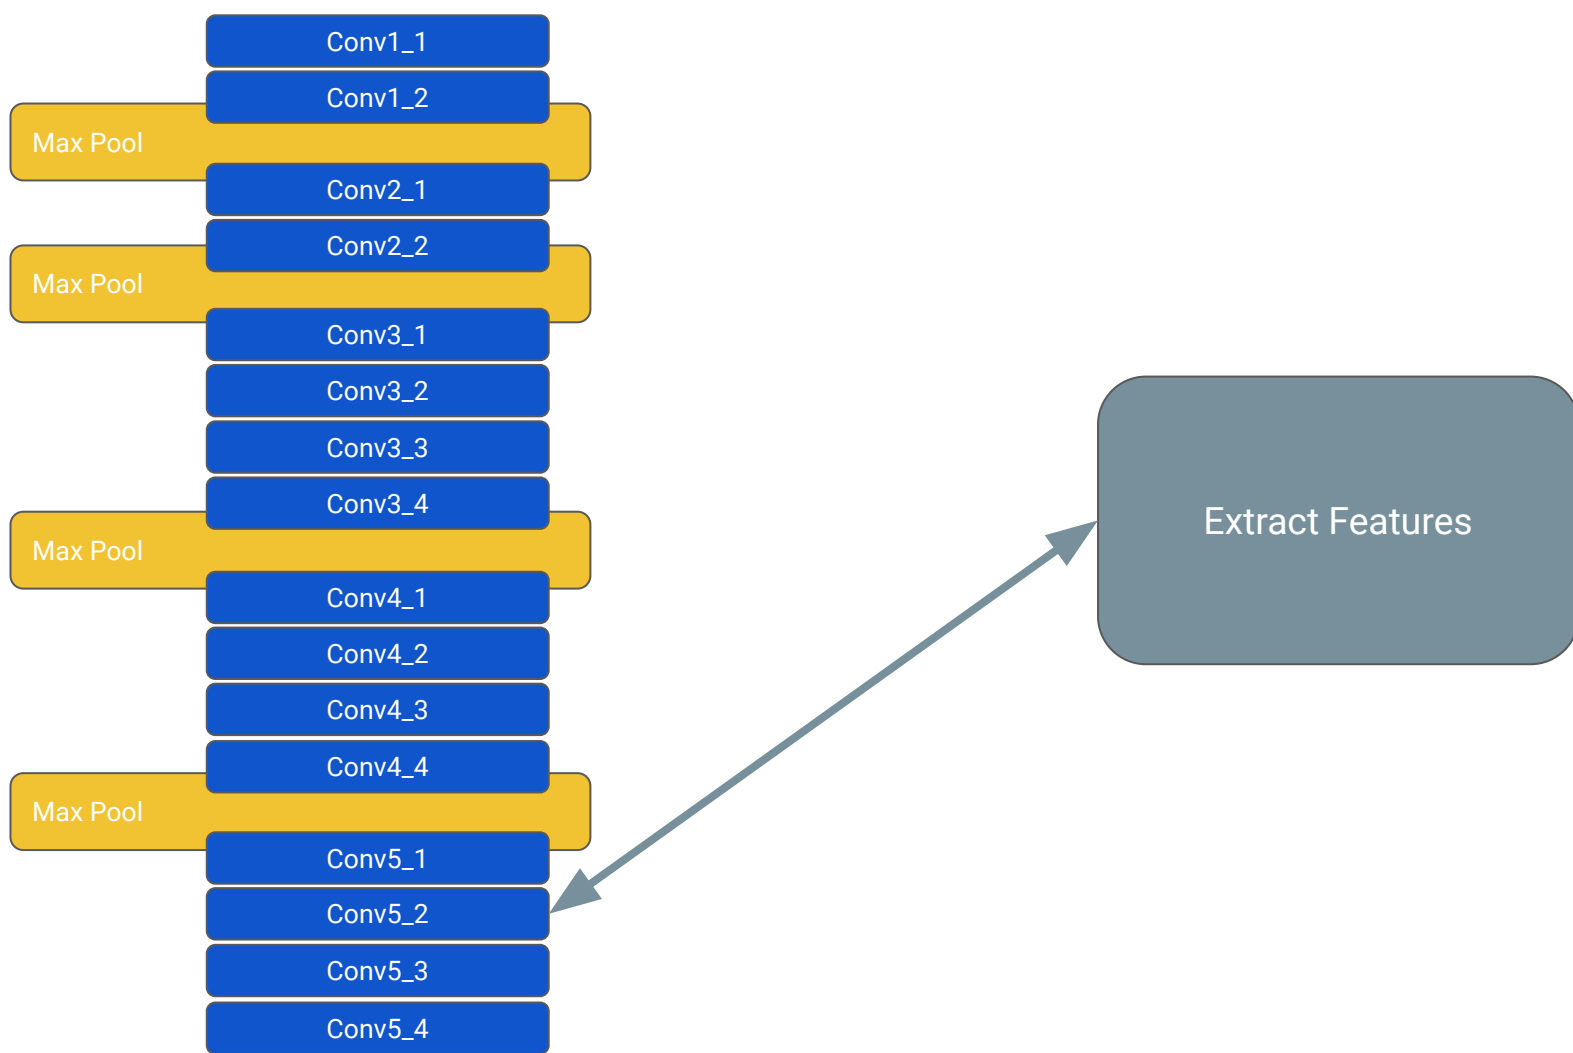 Conv1_1
Conv1_2
Max Pool
Conv2_1
Conv2_2
Max Pool
Conv3_1
Conv3_2
Conv3_3
Conv3_4
Max Pool
Conv4_1
Conv4_2
Conv4_3
Conv4_4
Max Pool
Conv5_1
Conv5_2
Conv5_3
Conv5_4
Extract Features